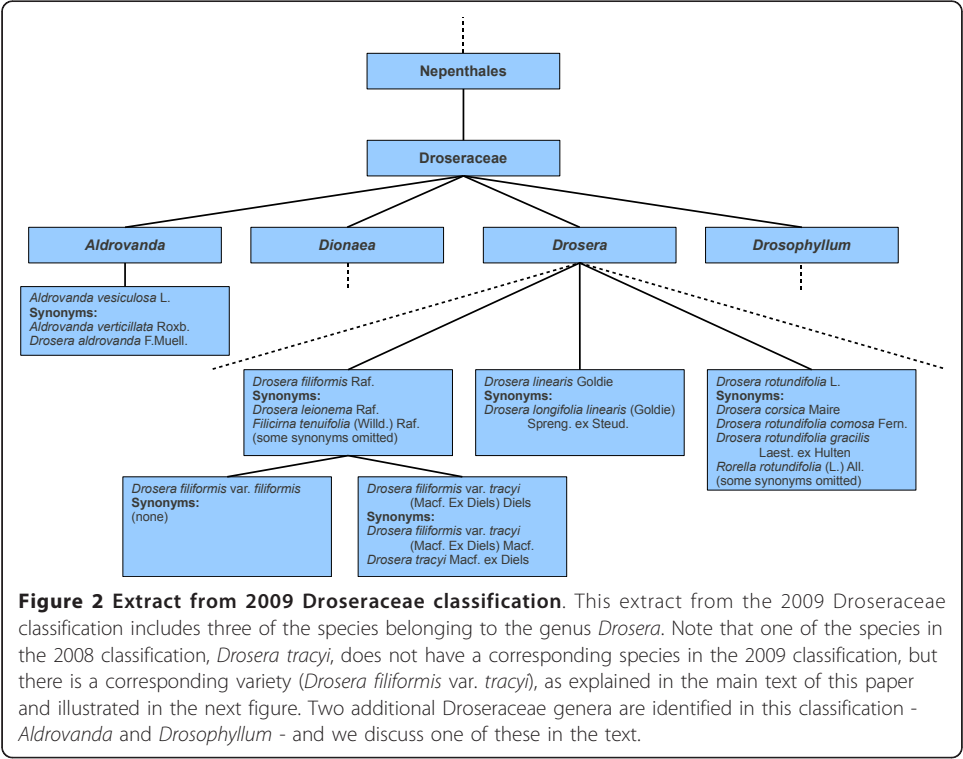 Nepenthales
Droseraceae
Aldrovanda
Dionaea
Drosera
Drosophyllum
Aldrovanda vesiculosa L.
Synonyms:
Aldrovanda verticillata Roxb.
Drosera aldrovanda F.Muell.
Drosera filiformis Raf.
Synonyms:
Drosera leionema Raf.
Filicirna tenuifolia (Willd.) Raf.
(some synonyms omitted)
Drosera linearis Goldie
Synonyms:
Drosera longifolia linearis (Goldie)
Spreng. ex Steud.
Drosera rotundifolia L.
Synonyms:
Drosera corsica Maire
Drosera rotundifolia comosa Fern.
Drosera rotundifolia gracilis
Laest. ex Hulten
Rorella rotundifolia (L.) All.
(some synonyms omitted)
Drosera filiformis var. filiformis
Synonyms:
(none)
Drosera filiformis var. tracyi
(Macf. Ex Diels) Diels
Synonyms:
Drosera filiformis var. tracyi
(Macf. Ex Diels) Macf.
Drosera tracyi Macf. ex Diels
Figure 2 Extract from 2009 Droseraceae classification. This extract from the 2009 Droseraceae
classification includes three of the species belonging to the genus Drosera. Note that one of the species in
the 2008 classification, Drosera tracyi, does not have a corresponding species in the 2009 classification, but
there is a corresponding variety (Drosera filiformis var. tracyi), as explained in the main text of this paper
and illustrated in the next figure. Two additional Droseraceae genera are identified in this classification -
Aldrovanda and Drosophyllum - and we discuss one of these in the text.